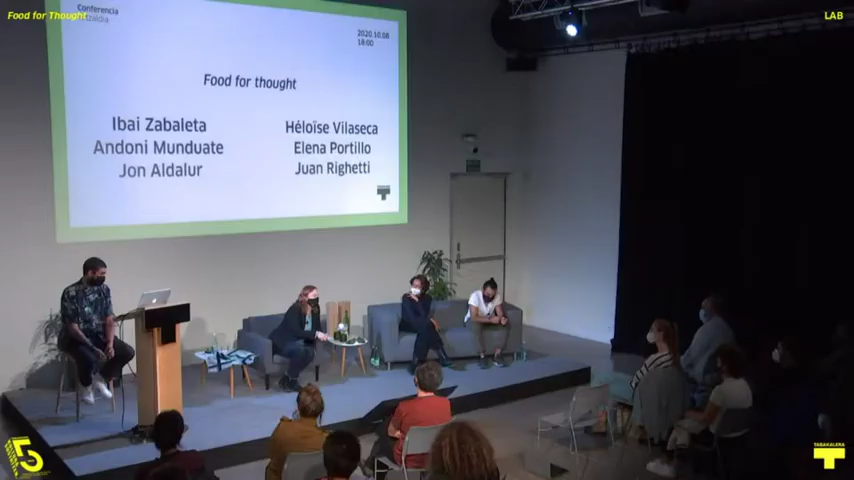 Food for Thought
LAB
Conferencia
2020.10.08
18:00
Food for thought
Ibai Zabaleta
Andoni Munduate
Jon Aldalur
Héloïse Vilaseca
Elena Portillo
Juan Righetti
5
TABAKALERA